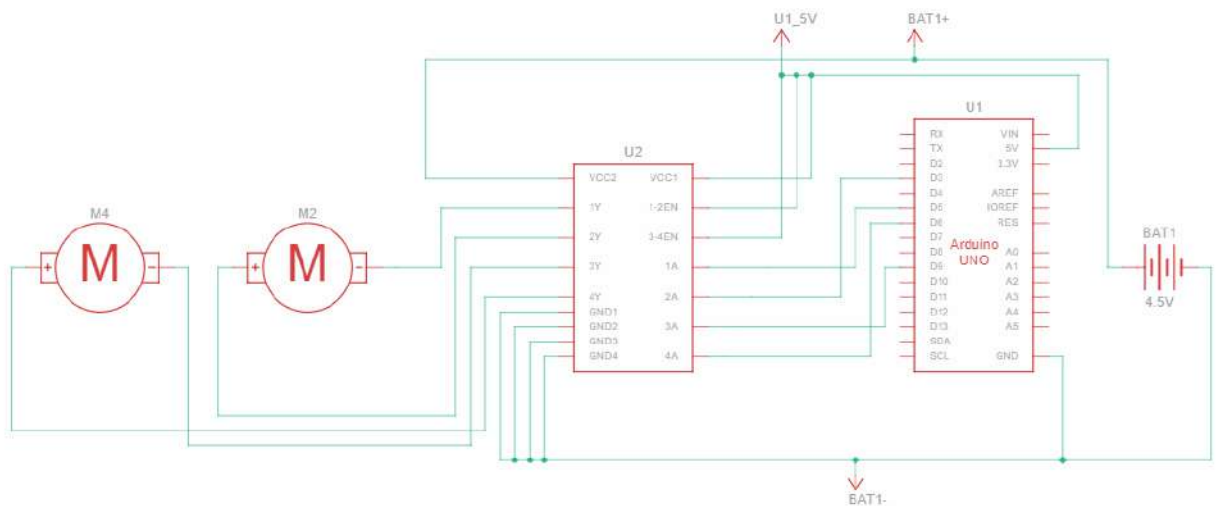 U1_5V
BAT1+
U1
RX
VIN
TX
5V
D2
3.3V
D3
D4
AREF
D5
IOREF
D6
RES
D7
D8
A0
D9
A1
D10
A2
D11
A3
D12
A4
D13
A5
SDA
SCL
GND
Arduino
UNO
U2
VCC2
VCC1
1Y
1-2EN
2Y
3-4EN
3Y
1A
4Y
2A
GND1
GND2
3A
GND3
GND4
4A
M4
M
+
-
M2
M
+
-
BAT1
4.5V
BAT1-